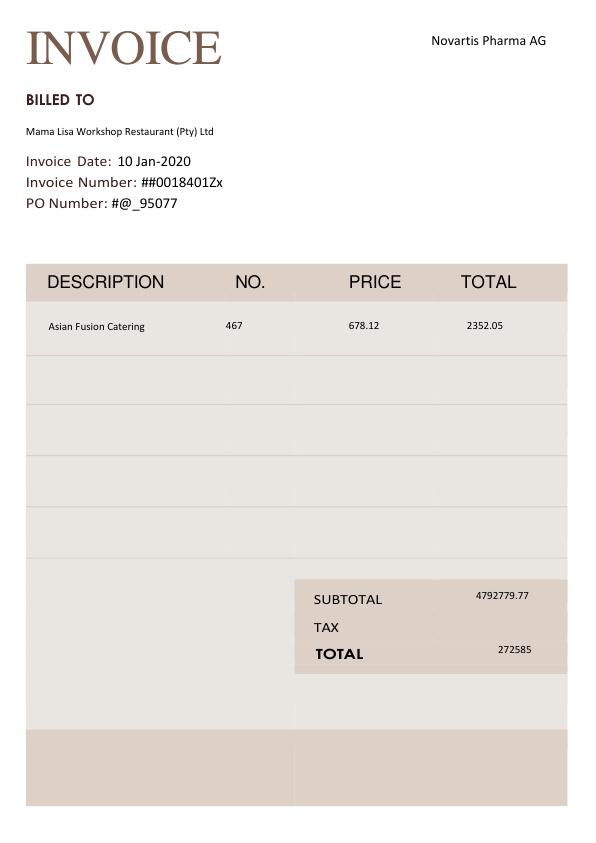 INVOICE
Novartis Pharma AG
BILLED TO
Mama Lisa Workshop Restaurant (Pty) Ltd
Invoice Date: 10 Jan-2020
Invoice Number: ##0018401Zx
PO Number: #@_95077
DESCRIPTION NO. PRICE TOTAL
Asian Fusion Catering 467 678.12 2352.05
SUBTOTAL 4792779.77
TAX
TOTAL 272585